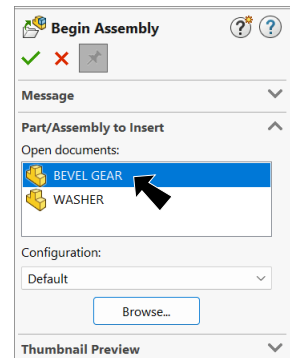 Begin Assembly
Message
Part/Assembly to Insert
Open documents:
BEVEL GEAR
WASHER
Configuration:
Default
Browse...
Thumbnail Preview